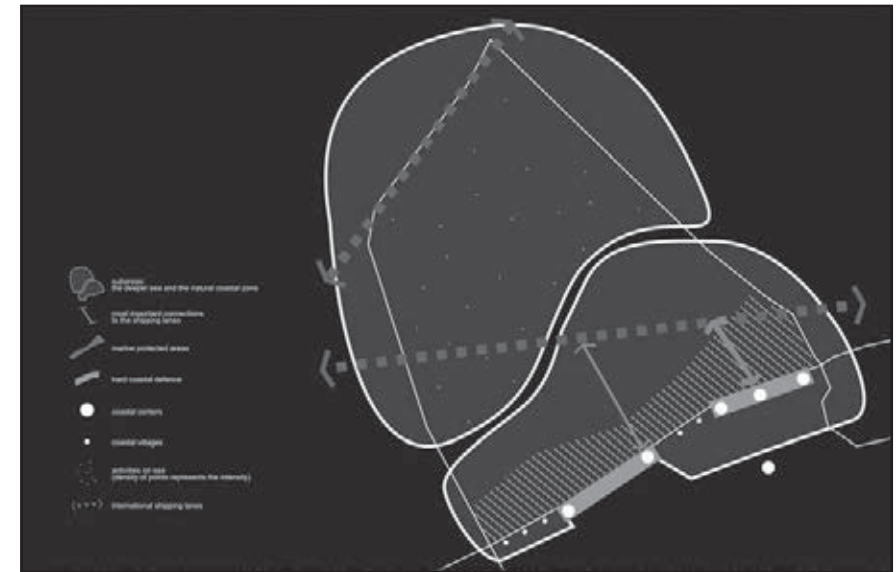 subareas:
the deeper sea and the natural coastal zone
most important connections
to the shipping lanes
marine protected areas
hard coastal defence
coastal centers
coastal villages
activities on sea
(density of points represents the intensity)
international shipping lanes